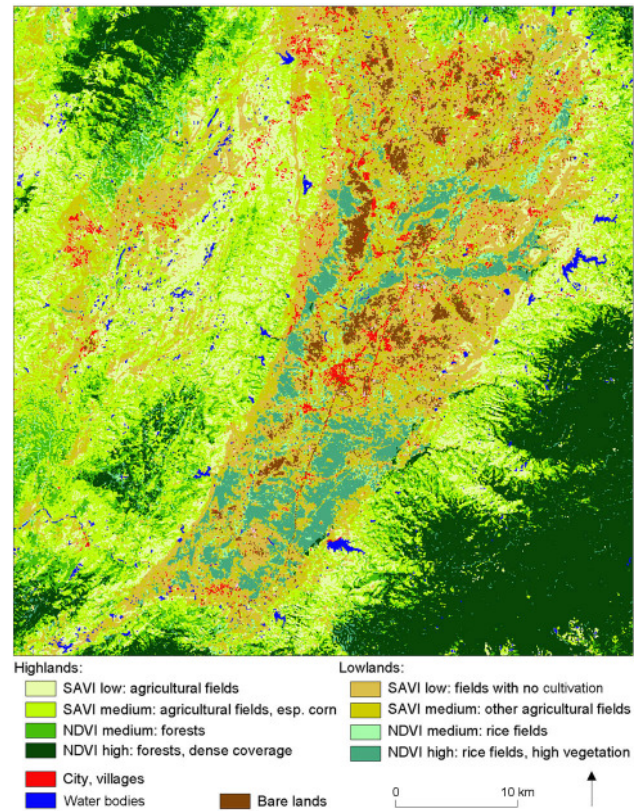 Highlands:
SAVI low: agricultural fields
SAVI medium: agricultural fields, esp. corn
NDVI medium: forests
NDVI high: forests, dense coverage
City, villages
Water bodies
Lowlands:
SAVI low: fields with no cultivation
SAVI medium: other agricultural fields
NDVI medium: rice fields
NDVI high: rice fields, high vegetation
Bare lands
0 10 km